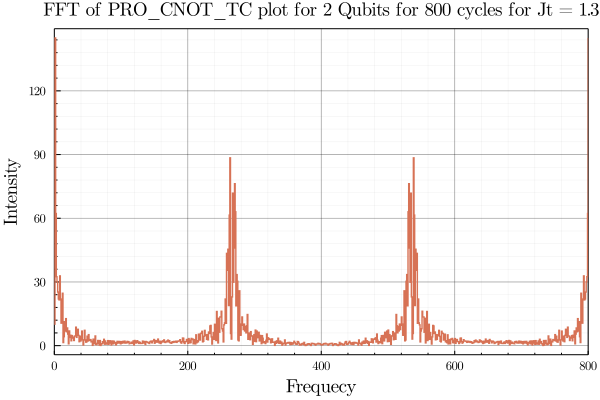 FFT of PRO_CNOT_TC plot for 2 Qubits for 800 cycles for Jt = 1.3
120
90
60
30
0
Intensity
0 200 400 600 800
Frequecy